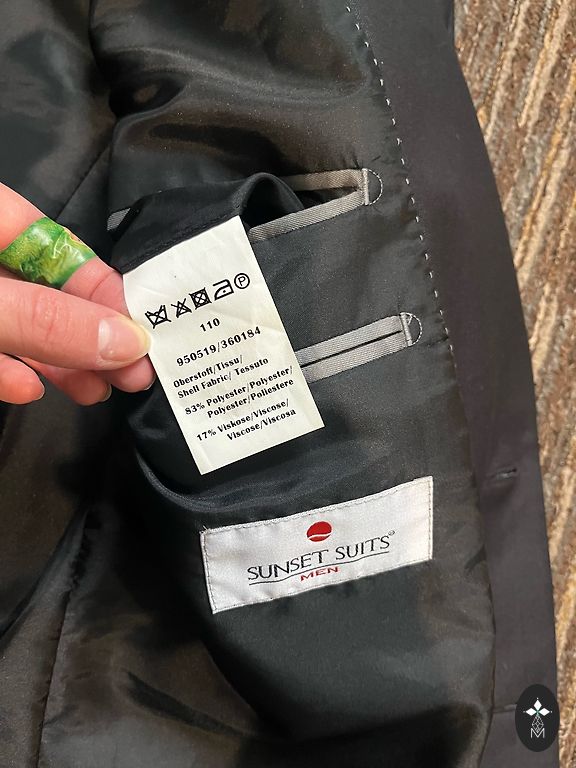 110
950519/360184
Oberstoff/Tissu/
Shell Fabric/ Tessuto
83% Polyester/Polyester/
Polyester/Poliestere
17% Viskose/Viscose/
Viscose/Viscosa
SUNSET SUITS®
MEN